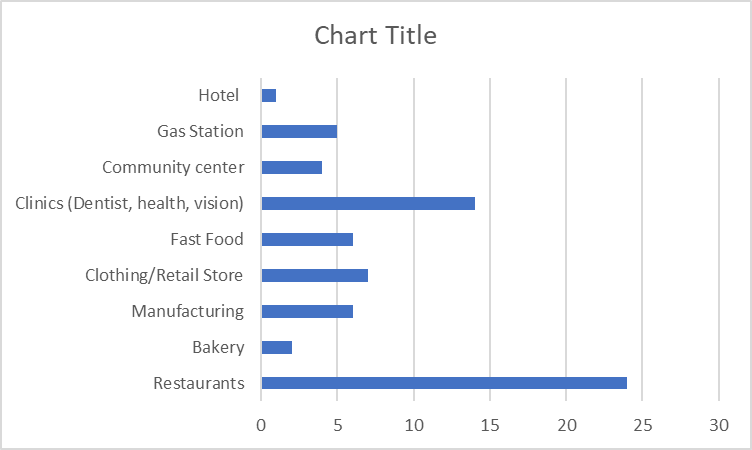 Chart Title
Hotel
Gas Station
Community center
Clinics (Dentist, health, vision)
Fast Food
Clothing/Retail Store
Manufacturing
Bakery
Restaurants
0 5 10 15 20 25 30